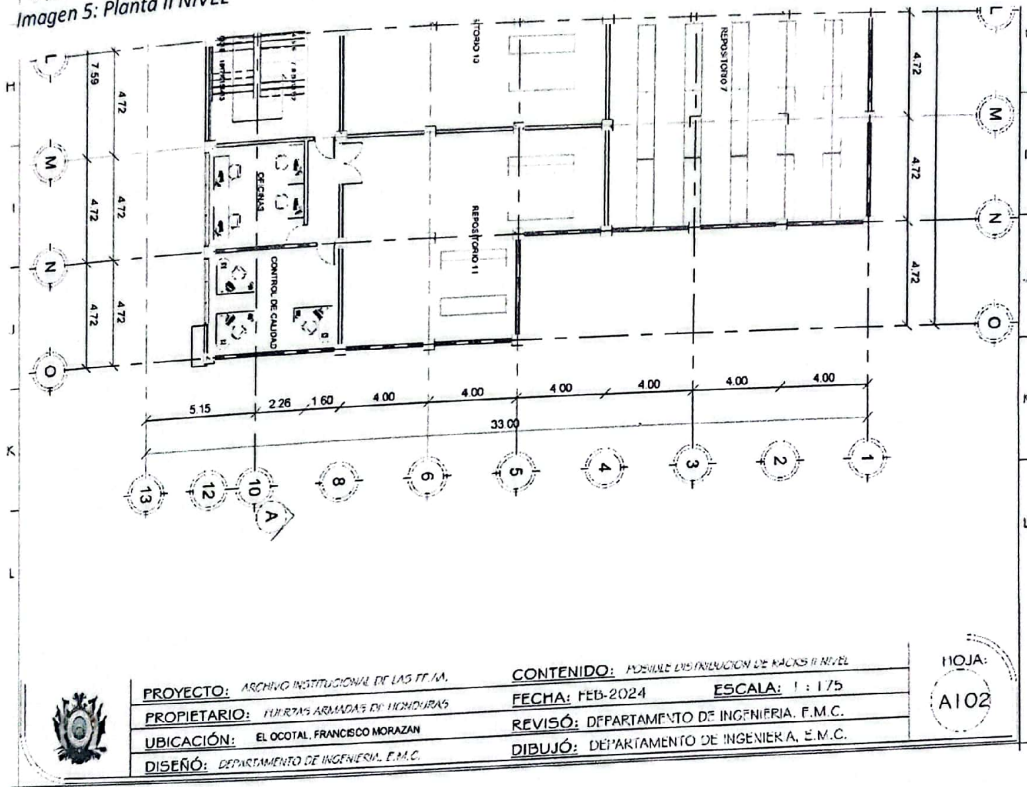 Imagen 5: Planta II NIVEL
L
M
N
O
7.59
4.72
4.72
4.72
4.72
4.72
OFICINAS
CONTROL DE CALIDAD
REPOSITORIO 11
REPOSITORIO 7
4.72
4.72
4.72
L
M
N
O
H
I
J
K
L
5.15
2.26
1.60
4.00
4.00
4.00
4.00
4.00
4.00
33.00
13
12
10
8
6
5
4
3
2
1
A
PROYECTO: ARCHIVO INSTITUCIONAL DE LAS FF.AA.
PROPIETARIO: FUERZAS ARMADAS DE HONDURAS
UBICACIÓN: EL OCOTAL, FRANCISCO MORAZAN
DISEÑO: DEPARTAMENTO DE INGENIERIA. E.M.C.
CONTENIDO: POSIBLE DISTRIBUCION DE RACKS II NIVEL
FECHA: FEB-2024 ESCALA: 1 : 175
REVISÓ: DEPARTAMENTO DE INGENIERIA. E.M.C.
DIBUJÓ: DEPARTAMENTO DE INGENIERIA. E.M.C.
HOJA:
A102